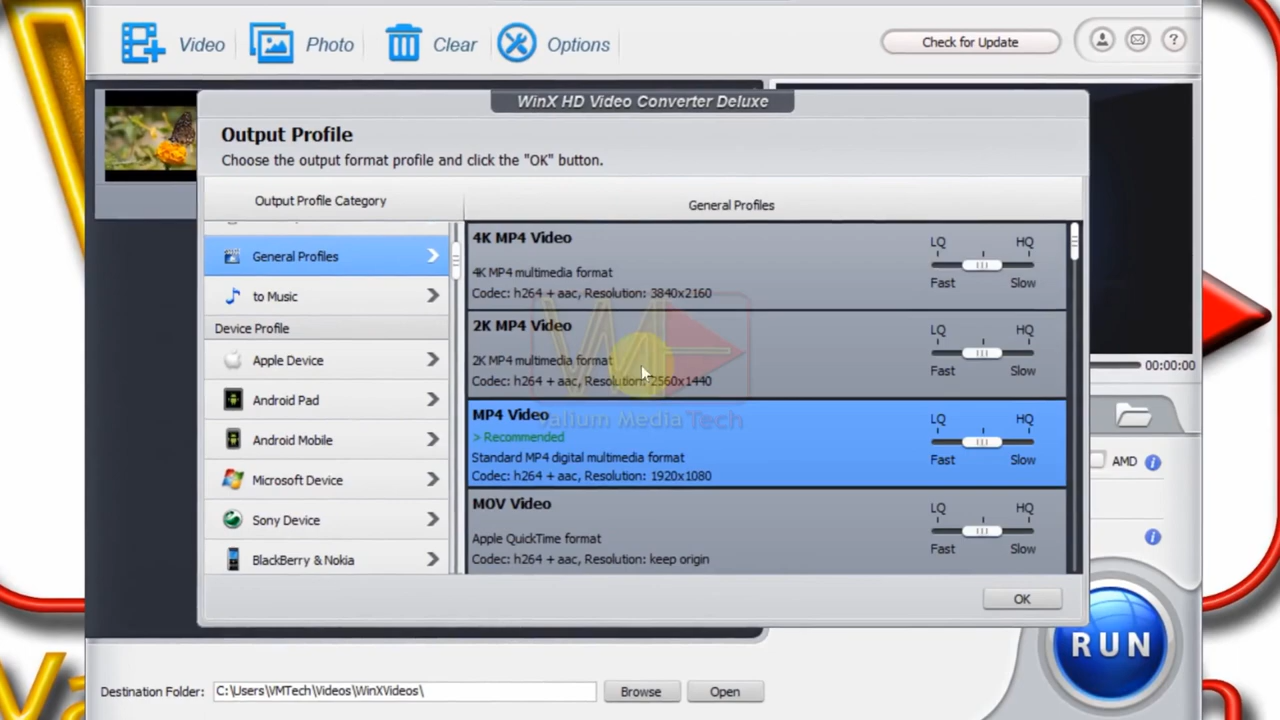 Video
Photo
Clear
Options
Check for Update
?
WinX HD Video Converter Deluxe
Output Profile
Choose the output format profile and click the "OK" button.
Output Profile Category
General Profiles
General Profiles
to Music
Device Profile
Apple Device
Android Pad
Android Mobile
Microsoft Device
Sony Device
BlackBerry & Nokia
4K MP4 Video
4K MP4 multimedia format
Codec: h264 + aac, Resolution: 3840x2160
LQ HQ
Fast Slow
2K MP4 Video
2K MP4 multimedia format
Codec: h264 + aac, Resolution: 2560x1440
LQ HQ
Fast Slow
MP4 Video
> Recommended
Standard MP4 digital multimedia format
Codec: h264 + aac, Resolution: 1920x1080
LQ HQ
Fast Slow
MOV Video
Apple QuickTime format
Codec: h264 + aac, Resolution: keep origin
LQ HQ
Fast Slow
Valium MediaTech
OK
00:00:00
AMD
RUN
Destination Folder: C:\Users\VMTech\Videos\WinXVideos\ Browse Open